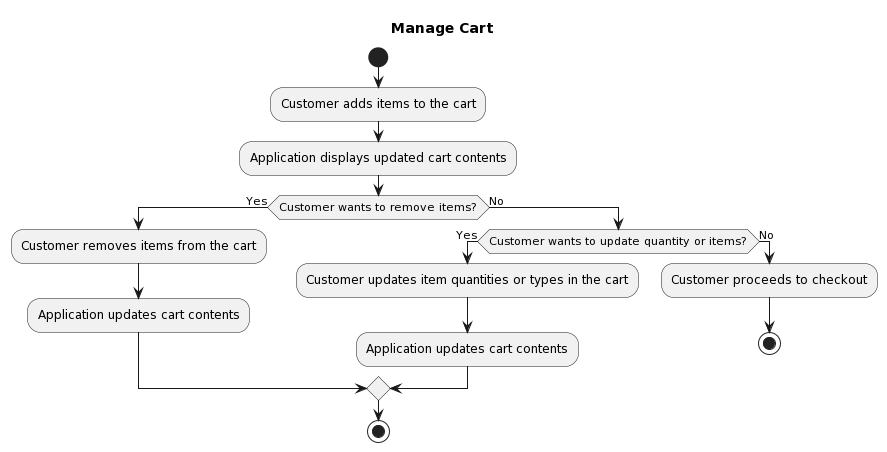 Manage Cart
Customer adds items to the cart
Application displays updated cart contents
Yes
Customer wants to remove items?
No
Customer removes items from the cart
Yes
Customer wants to update quantity or items?
No
Customer updates item quantities or types in the cart
Customer proceeds to checkout
Application updates cart contents
Application updates cart contents